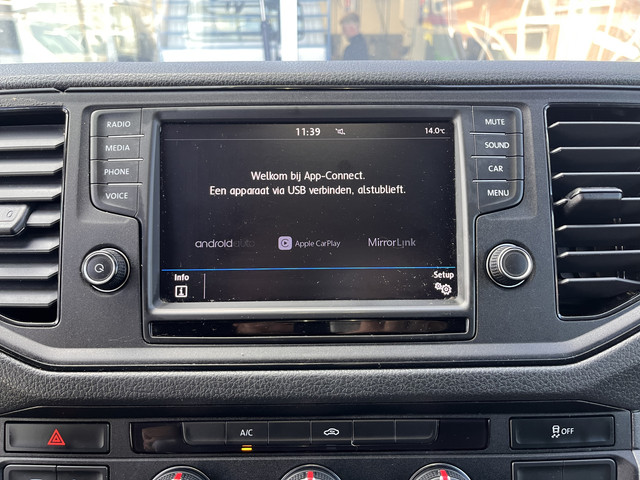 RADIO
MEDIA
PHONE
VOICE
11:39
14.0°C
Welkom bij App-Connect.
Een apparaat via USB verbinden, alstublieft.
androidauto
Apple CarPlay
MirrorLink
Info
Setup
MUTE
SOUND
CAR
MENU
A/C
OFF